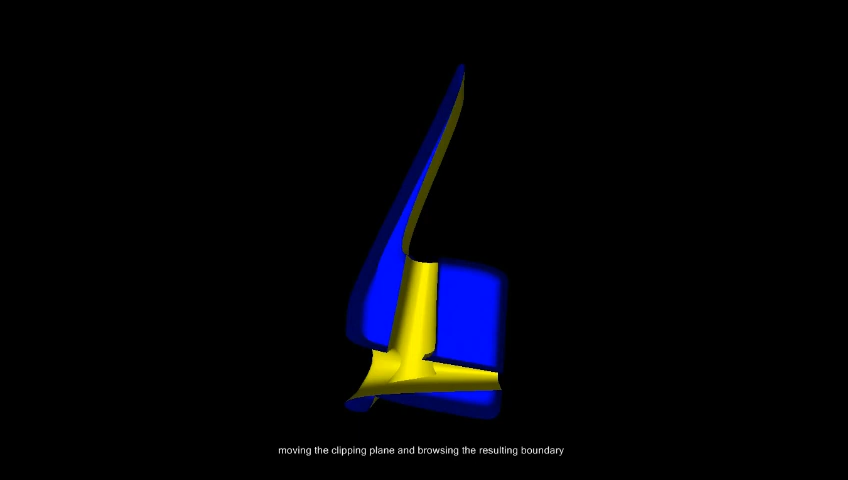 moving the clipping plane and browsing the resulting boundary